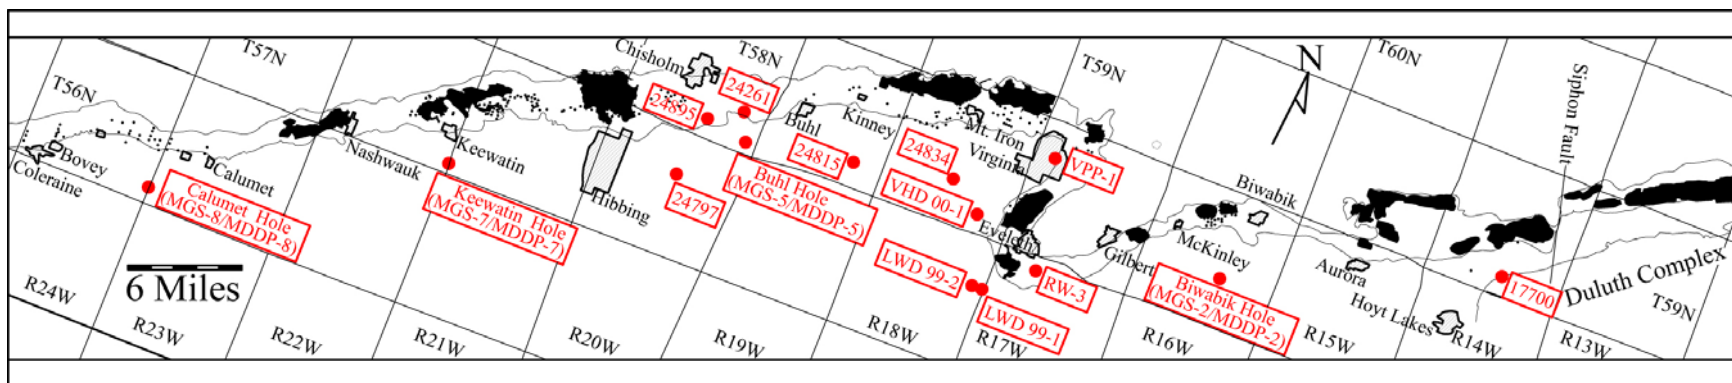 T56N
T57N
T58N
T59N
T60N
N
Siphon Fault
Chisholm
24895
24261
Buhl
Kinney
Mt. Iron
Virginia
VPP-1
24815
24834
VHD 00-1
Bovey
Coleraine
Calumet
Nashwauk
Keewatin
Hibbing
24797
Calumet Hole
(MGS-8/MDDP-8)
Keewatin Hole
(MGS-7/MDDP-7)
Buhl Hole
(MGS-5/MDDP-5)
Eveleth
LWD 99-2
LWD 99-1
RW-3
Gilbert
McKinley
Biwabik
Biwabik Hole
(MGS-2/MDDP-2)
Aurora
Hoyt Lakes
17700
Duluth Complex
T59N
6 Miles
R24W
R23W
R22W
R21W
R20W
R19W
R18W
R17W
R16W
R15W
R14W
R13W